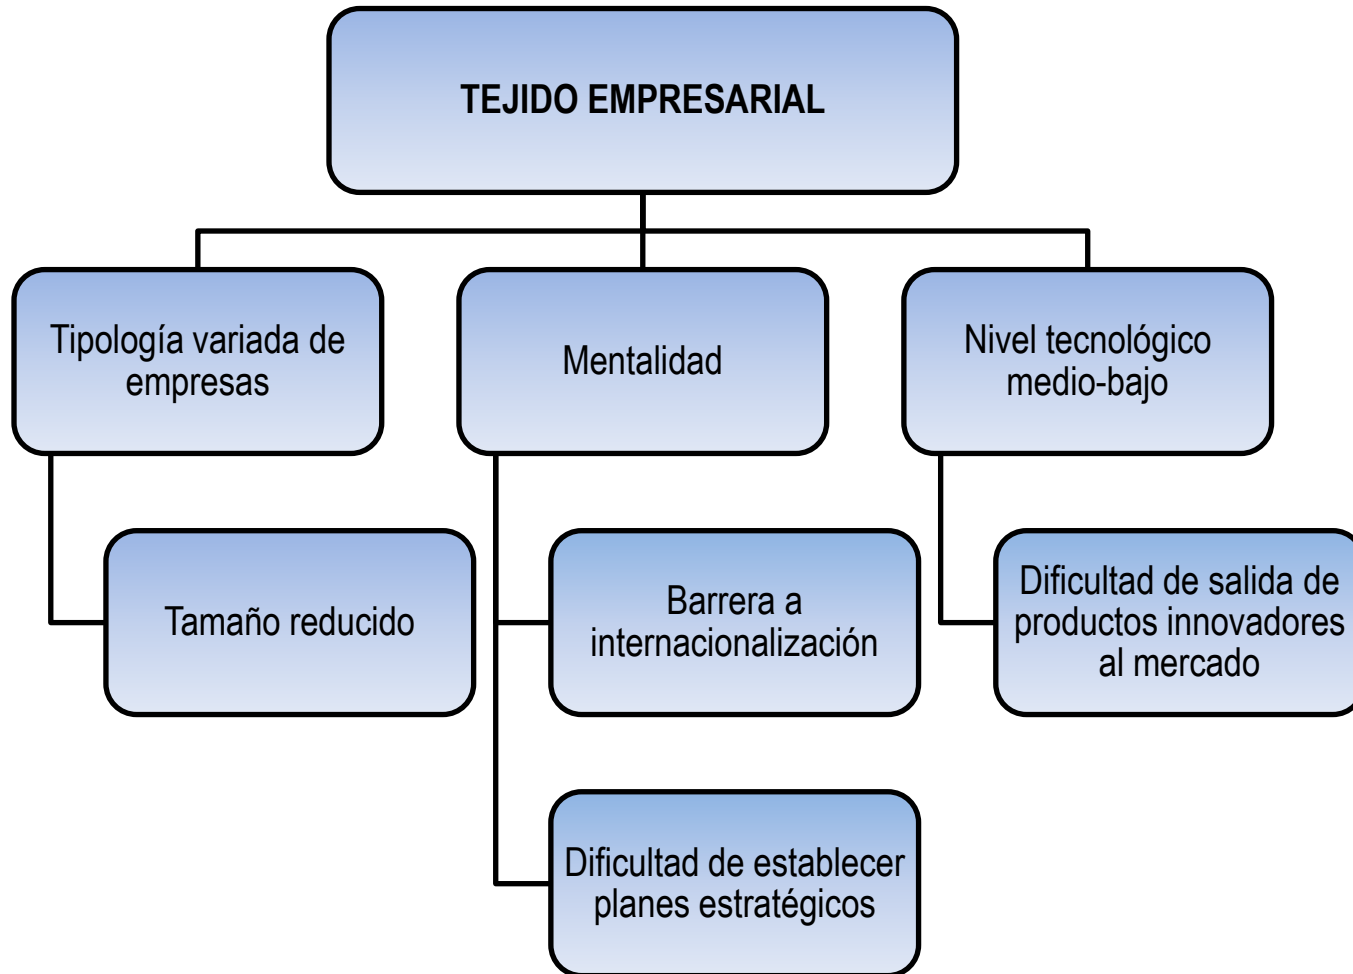 TEJIDO EMPRESARIAL
Tipología variada de
empresas
Mentalidad
Nivel tecnológico
medio-bajo
Tamaño reducido
Barrera a
internacionalización
Dificultad de salida de
productos innovadores
al mercado
Dificultad de establecer
planes estratégicos